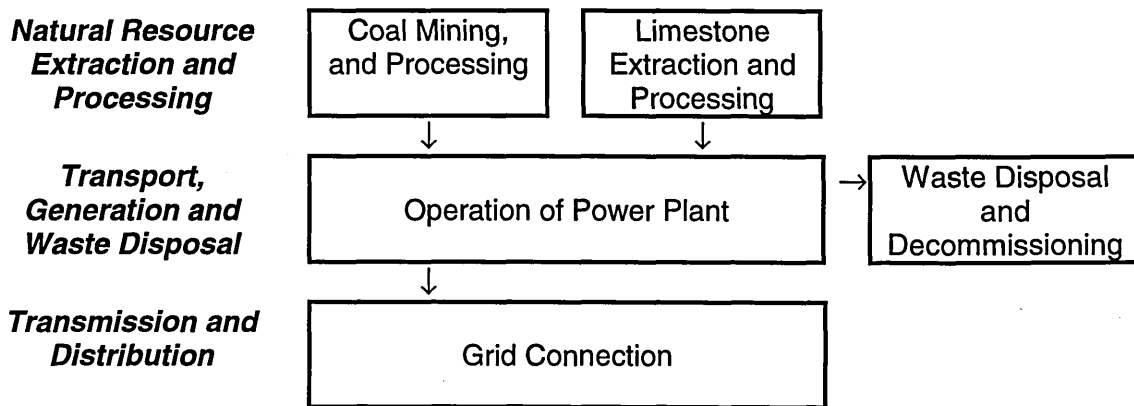 Natural Resource
Extraction and
Processing
Coal Mining,
and Processing
Limestone
Extraction and
Processing
Transport,
Generation and
Waste Disposal
Operation of Power Plant
Waste Disposal
and
Decommissioning
Transmission and
Distribution
Grid Connection